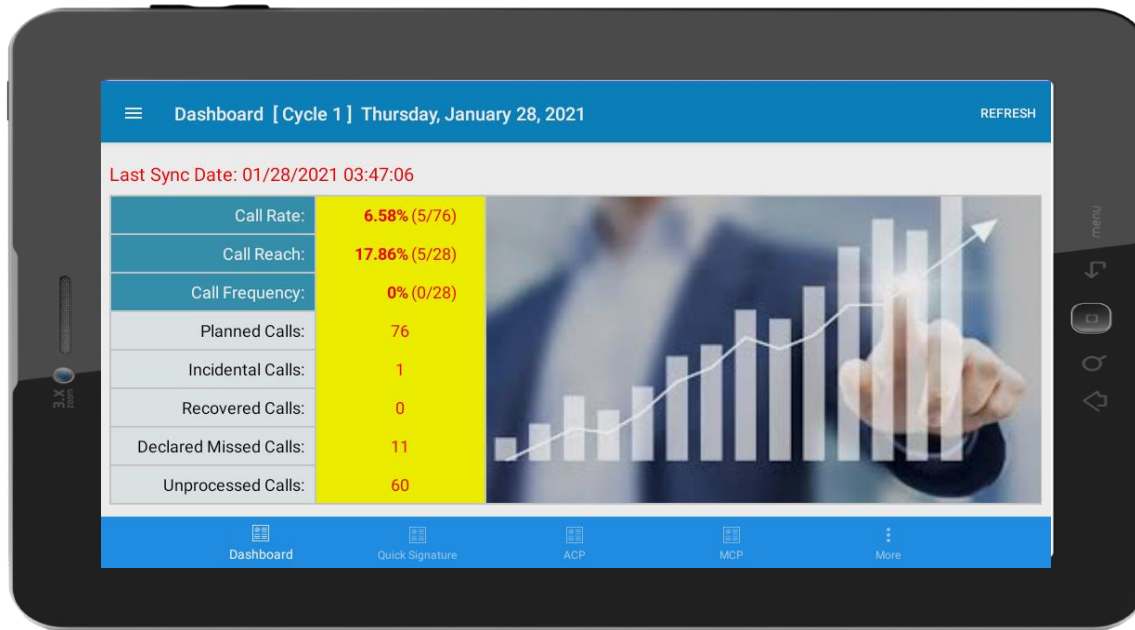 Dashboard [ Cycle 1 ] Thursday, January 28, 2021 REFRESH
Last Sync Date: 01/28/2021 03:47:06
Call Rate: 6.58% (5/76)
Call Reach: 17.86% (5/28)
Call Frequency: 0% (0/28)
Planned Calls: 76
Incidental Calls: 1
Recovered Calls: 0
Declared Missed Calls: 11
Unprocessed Calls: 60
Dashboard Quick Signature ACP MCP More
menu
3.X
zoom